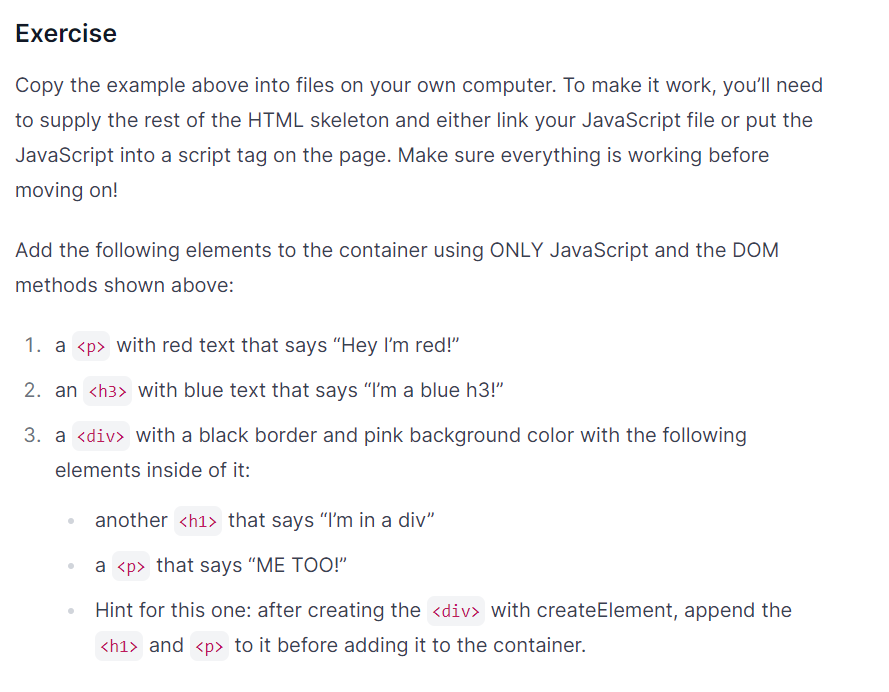 Exercise
Copy the example above into files on your own computer. To make it work, you’ll need
to supply the rest of the HTML skeleton and either link your JavaScript file or put the
JavaScript into a script tag on the page. Make sure everything is working before
moving on!
Add the following elements to the container using ONLY JavaScript and the DOM
methods shown above:
1. a <p> with red text that says “Hey I’m red!”
2. an <h3> with blue text that says “I’m a blue h3!”
3. a <div> with a black border and pink background color with the following
elements inside of it:
• another <h1> that says “I’m in a div”
• a <p> that says “ME TOO!”
• Hint for this one: after creating the <div> with createElement, append the
<h1> and <p> to it before adding it to the container.